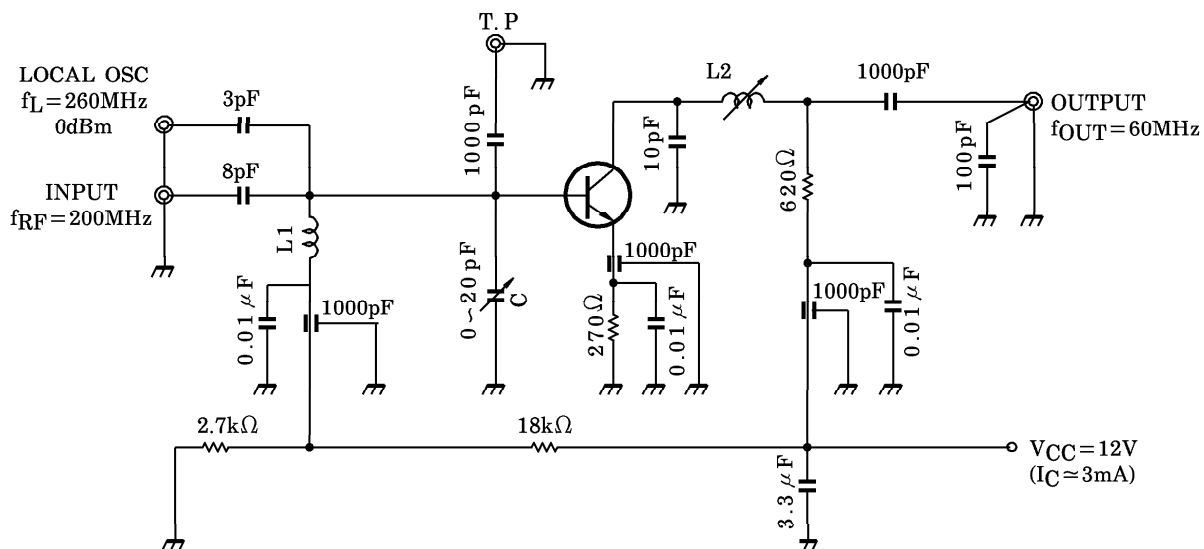 T.P
LOCAL OSC
fL=260MHz
0dBm
3pF
INPUT
fRF=200MHz
8pF
L1
0.01μF
1000pF
1000pF
0~20pF
C
L2
10pF
1000pF
OUTPUT
fOUT=60MHz
100pF
620Ω
1000pF
270Ω
0.01μF
1000pF
0.01μF
2.7kΩ
18kΩ
VCC=12V
(IC≃3mA)
3.3μF